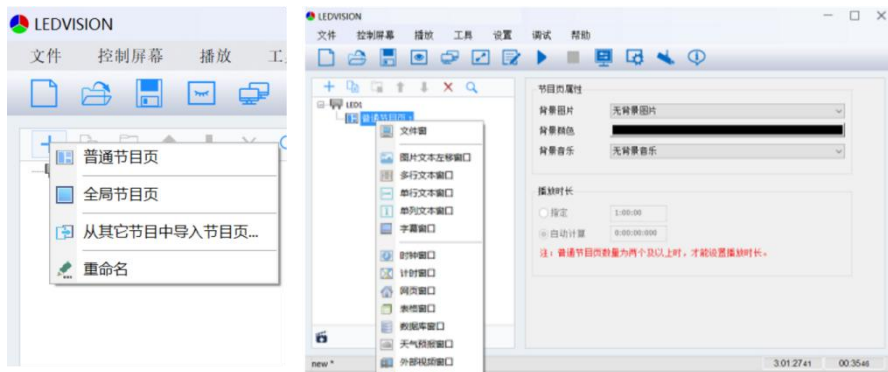 LEDVISION
文件 控制屏幕 播放
普通节目页
全局节目页
从其它节目中导入节目页...
重命名
LEDVISION
文件 控制屏幕 播放 工具 设置 调试 帮助
LED1
普通节目页
文件窗
图片文本左移窗口
多行文本窗口
单行文本窗口
单列文本窗口
字幕窗口
时钟窗口
计时窗口
网页窗口
表格窗口
数据库窗口
天气预报窗口
外部视频窗口
new *
节目页属性
背景图片 无背景图片
背景颜色
背景音乐 无背景音乐
播放时长
指定 1:00:00
自动计算 0:00:00:000
注：普通节目页数量为两个及以上时，才能设置播放时长。